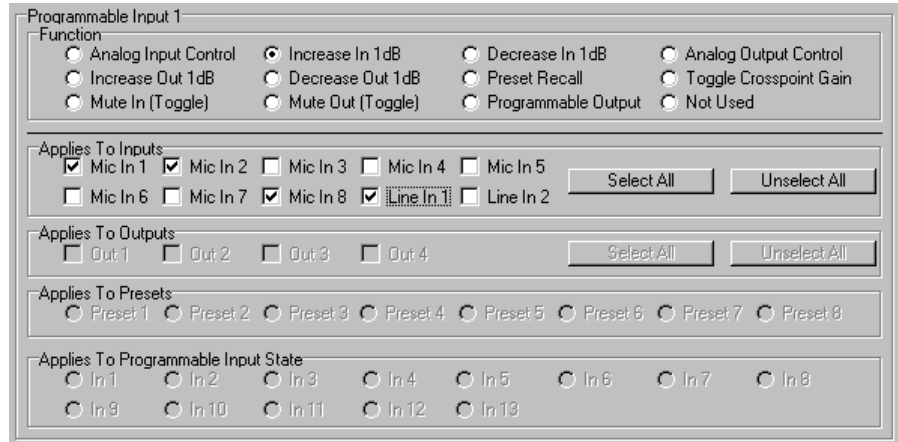 Programmable Input 1
Function
Analog Input Control Increase In 1dB Decrease In 1dB Analog Output Control
Increase Out 1dB Decrease Out 1dB Preset Recall Toggle Crosspoint Gain
Mute In (Toggle) Mute Out (Toggle) Programmable Output Not Used
Applies To Inputs
Mic In 1 Mic In 2 Mic In 3 Mic In 4 Mic In 5
Select All Unselect All
Mic In 6 Mic In 7 Mic In 8 Line In 1 Line In 2
Applies To Outputs
Out 1 Out 2 Out 3 Out 4 Select All Unselect All
Applies To Presets
Preset 1 Preset 2 Preset 3 Preset 4 Preset 5 Preset 6 Preset 7 Preset 8
Applies To Programmable Input State
In 1 In 2 In 3 In 4 In 5 In 6 In 7 In 8
In 9 In 10 In 11 In 12 In 13